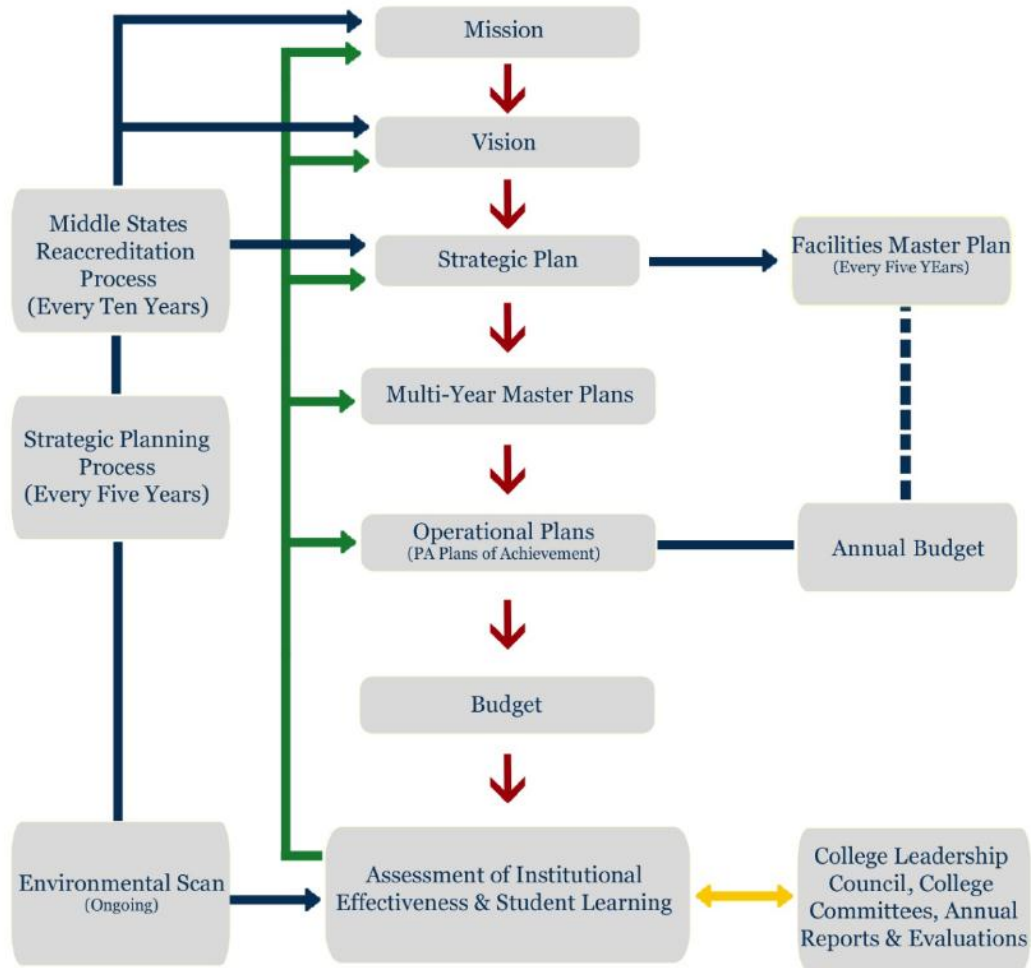 Mission
Vision
Middle States
Reaccreditation
Process
(Every Ten Years)
Strategic Plan
Facilities Master Plan
(Every Five YEars)
Multi-Year Master Plans
Strategic Planning
Process
(Every Five Years)
Operational Plans
(PA Plans of Achievement)
Annual Budget
Budget
Environmental Scan
(Ongoing)
Assessment of Institutional
Effectiveness & Student Learning
College Leadership
Council, College
Committees, Annual
Reports & Evaluations